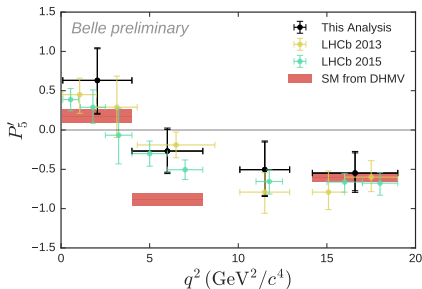 Belle preliminary
This Analysis
LHCb 2013
LHCb 2015
SM from DHMV
1.5
1.0
0.5
0.0
−0.5
−1.0
−1.5
P′5
0 5 10 15 20
q² (GeV²/c⁴)